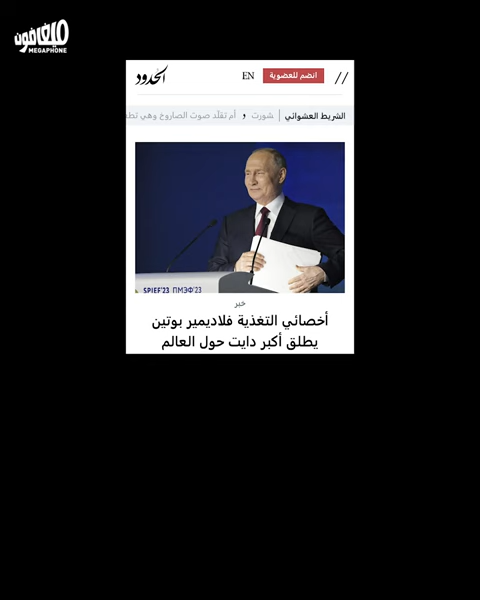 ميغافون
MEGAPHONE
الحدود
EN
انضم للعضوية
//
الشريط العشوائي | شورت , أم تقلّد صوت الصاروخ وهي تط
SPIEF'23 ПМЭФ'23
خبر
أخصائي التغذية فلاديمير بوتين
يطلق أكبر دايت حول العالم